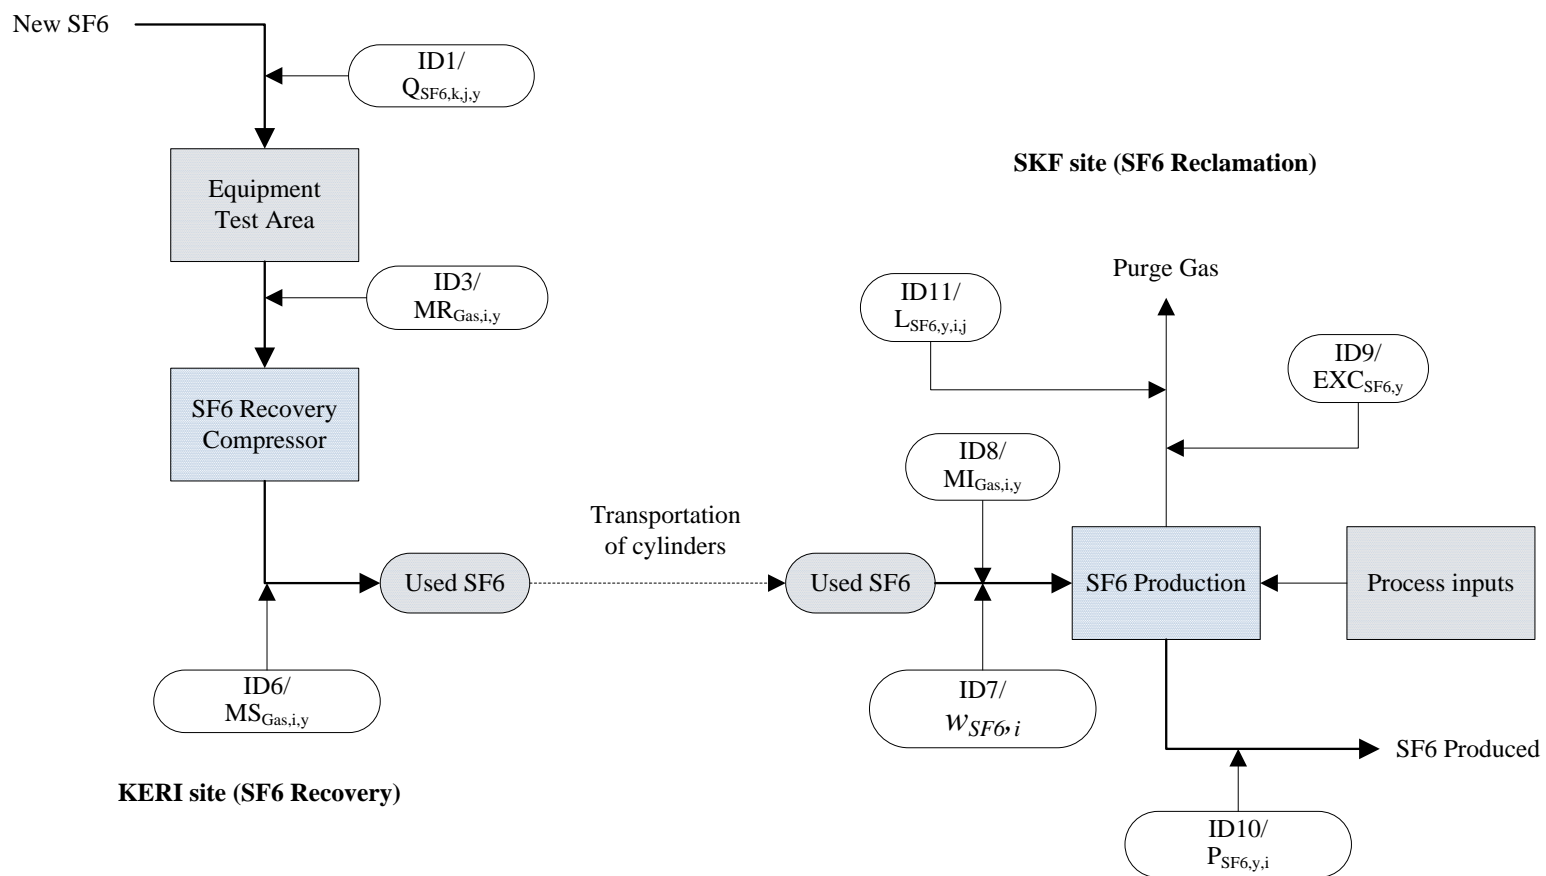 New SF6
ID1/
QSF6,k,j,y
Equipment
Test Area
ID3/
MRGas,i,y
SF6 Recovery
Compressor
Used SF6
ID6/
MSGas,i,y
KERI site (SF6 Recovery)
Transportation
of cylinders
SKF site (SF6 Reclamation)
Purge Gas
ID11/
LSF6,y,i,j
ID9/
EXCSF6,y
ID8/
MIGas,i,y
Used SF6
SF6 Production
Process inputs
ID7/
wSF6,i
SF6 Produced
ID10/
PSF6,y,i